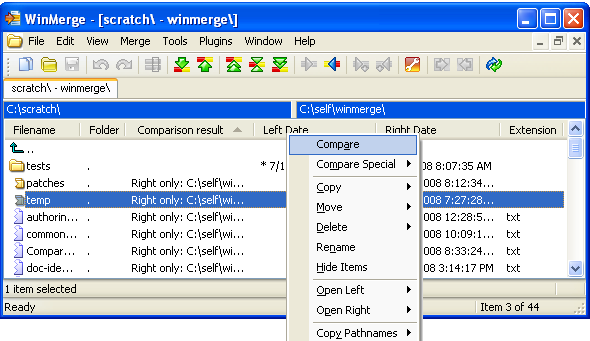 WinMerge - [scratch\ - winmerge\]
File Edit View Merge Tools Plugins Window Help
scratch\ - winmerge\
C:\scratch\ C:\self\winmerge\
Filename Folder Comparison result Left Date Right Date Extension
..
tests . * 7/1 008 8:07:35 AM
patches . Right only: C:\self\wi... 008 8:12:34...
temp . Right only: C:\self\wi... 008 7:27:28...
authorin... . Right only: C:\self\wi... 008 12:28:5... txt
common... . Right only: C:\self\wi... 008 10:09:1... txt
Compar... . Right only: C:\self\wi... 008 8:33:24... txt
doc-ide... . Right only: C:\self\wi... 008 3:14:17 PM txt
Compare
Compare Special
Copy
Move
Delete
Rename
Hide Items
Open Left
Open Right
Copy Pathnames
1 item selected
Ready Item 3 of 44